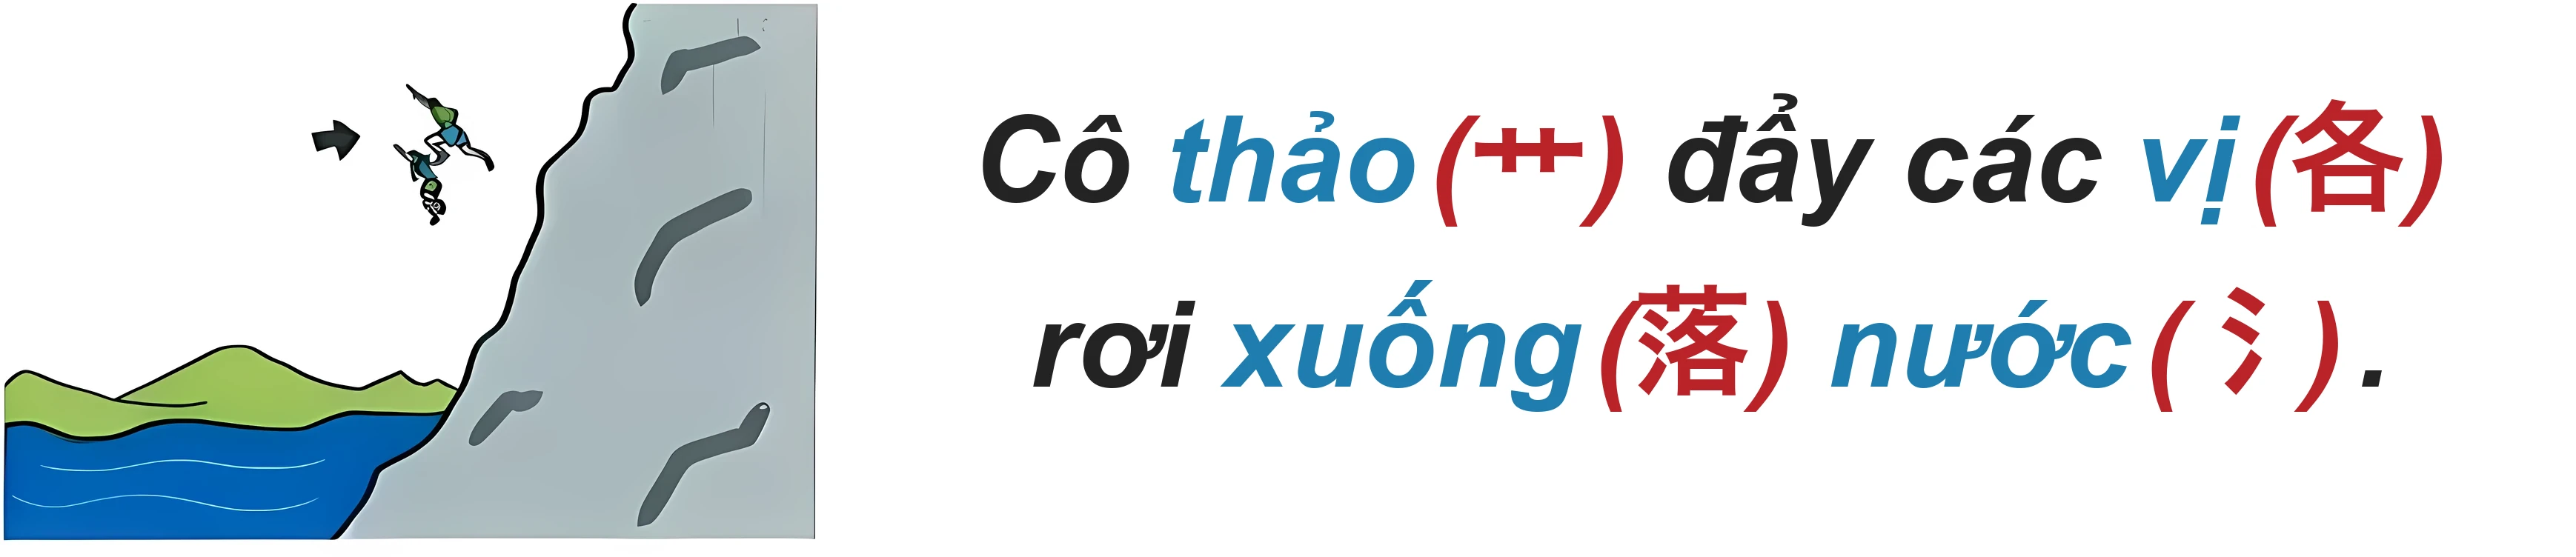 Cô thảo (艹) đẩy các vị (各)
rơi xuống (落) nước (氵).